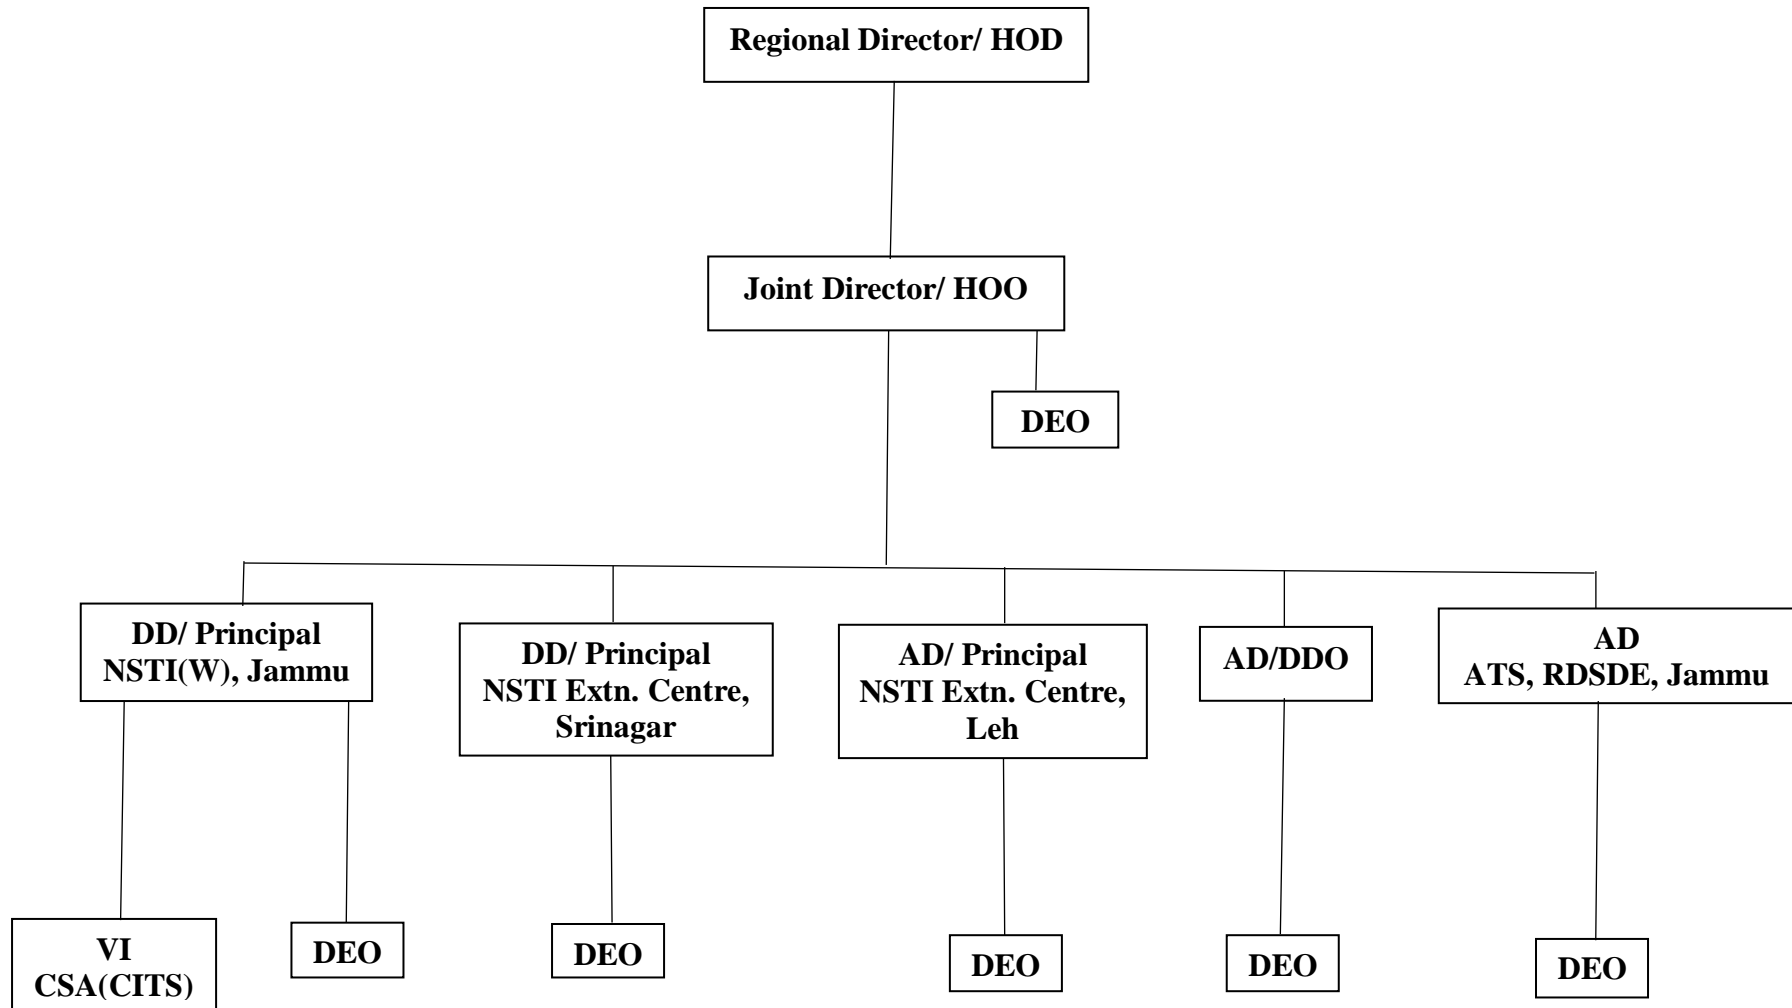 Regional Director/ HOD
Joint Director/ HOO
DEO
DD/ Principal
NSTI(W), Jammu
DD/ Principal
NSTI Extn. Centre,
Srinagar
AD/ Principal
NSTI Extn. Centre,
Leh
AD/DDO
AD
ATS, RDSDE, Jammu
VI
CSA(CITS)
DEO
DEO
DEO
DEO
DEO